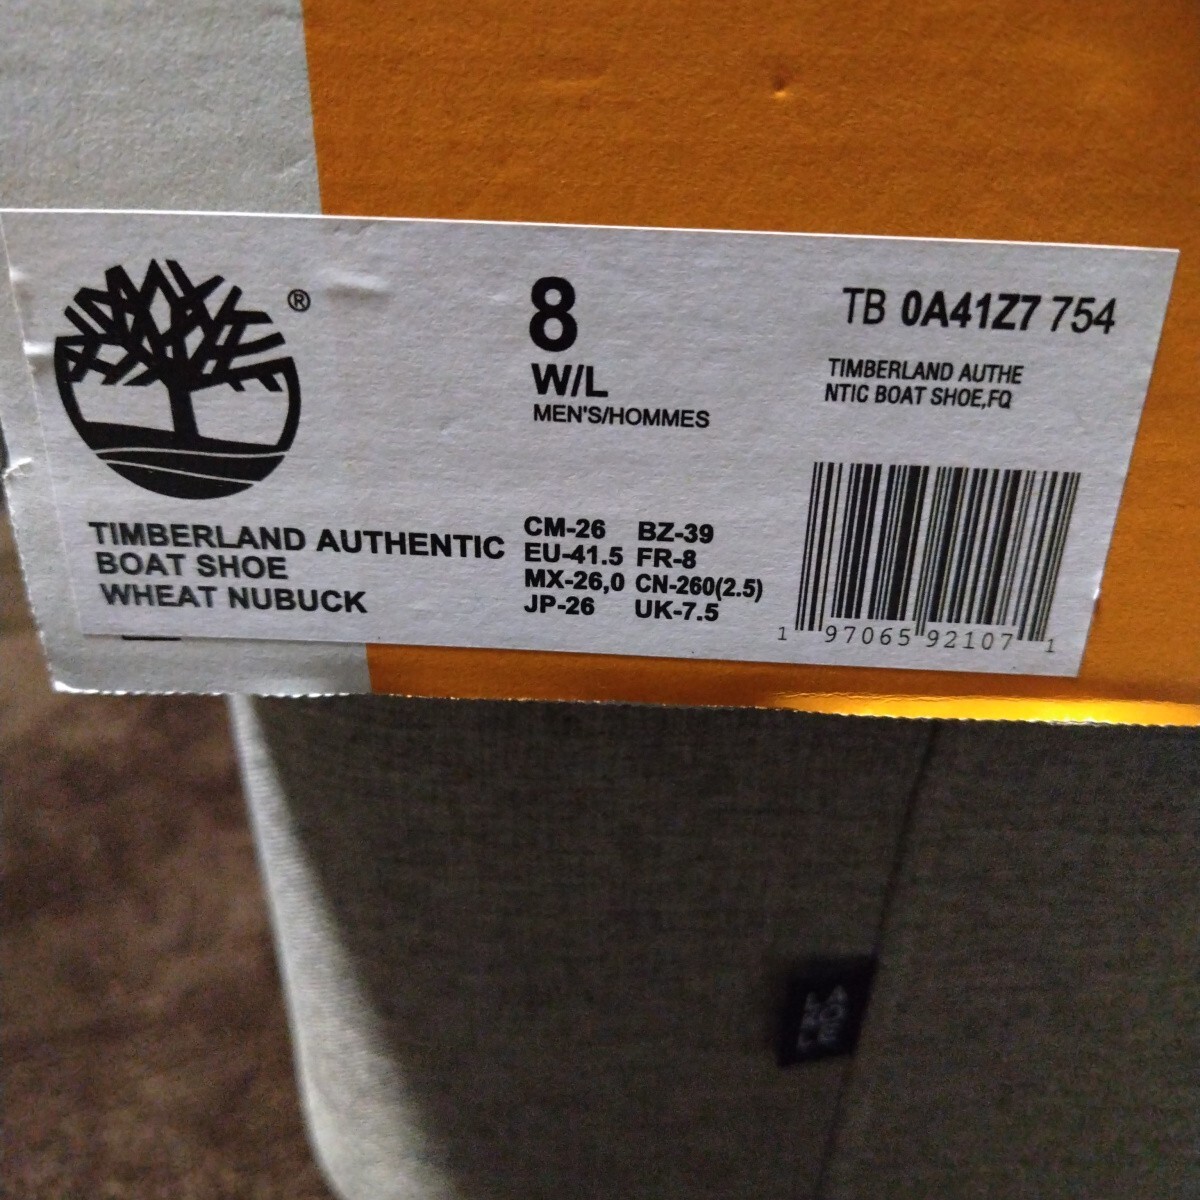 ®
8
W/L
MEN'S/HOMMES
TB 0A41Z7 754
TIMBERLAND AUTHE
NTIC BOAT SHOE,FQ
TIMBERLAND AUTHENTIC
BOAT SHOE
WHEAT NUBUCK
CM-26 BZ-39
EU-41.5 FR-8
MX-26,0 CN-260(2.5)
JP-26 UK-7.5
1 97065 92107 1